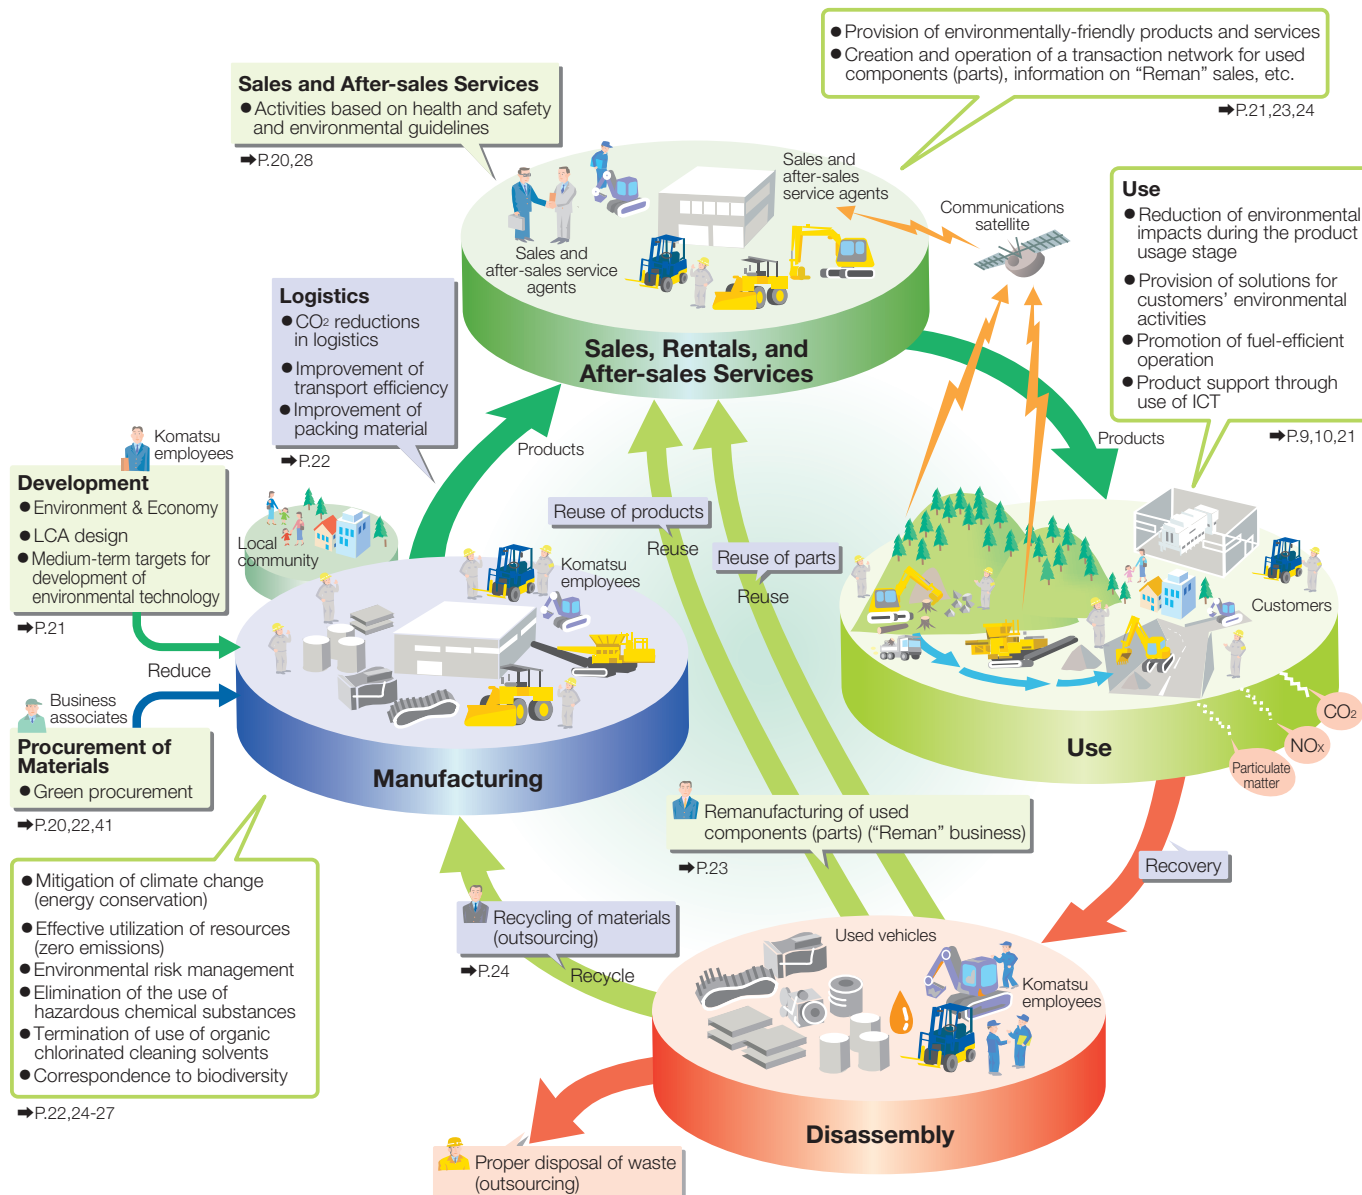 ● Provision of environmentally-friendly products and services
● Creation and operation of a transaction network for used
components (parts), information on “Reman” sales, etc.
➡P.21,23,24
Sales and After-sales Services
● Activities based on health and safety
and environmental guidelines
➡P.20,28
Sales and
after-sales
service agents
Sales and
after-sales service
agents
Communications
satellite
Sales, Rentals, and
After-sales Services
Use
● Reduction of environmental
impacts during the product
usage stage
● Provision of solutions for
customers’ environmental
activities
● Promotion of fuel-efficient
operation
● Product support through
use of ICT
➡P.9,10,21
Logistics
● CO2 reductions
in logistics
● Improvement of
transport efficiency
● Improvement of
packing material
➡P.22
Products
Products
Komatsu
employees
Development
● Environment & Economy
● LCA design
● Medium-term targets for
development of
environmental technology
➡P.21
Reduce
Local
community
Reuse of products
Reuse
Reuse of parts
Reuse
Komatsu
employees
Customers
Business
associates
Procurement of
Materials
● Green procurement
➡P.20,22,41
Manufacturing
Use
CO2
NOX
Particulate
matter
Remanufacturing of used
components (parts) (“Reman” business)
➡P.23
Recovery
● Mitigation of climate change
(energy conservation)
● Effective utilization of resources
(zero emissions)
● Environmental risk management
● Elimination of the use of
hazardous chemical substances
● Termination of use of organic
chlorinated cleaning solvents
● Correspondence to biodiversity
➡P.22,24-27
Recycling of materials
(outsourcing)
➡P.24
Recycle
Used vehicles
Komatsu
employees
Disassembly
Proper disposal of waste
(outsourcing)